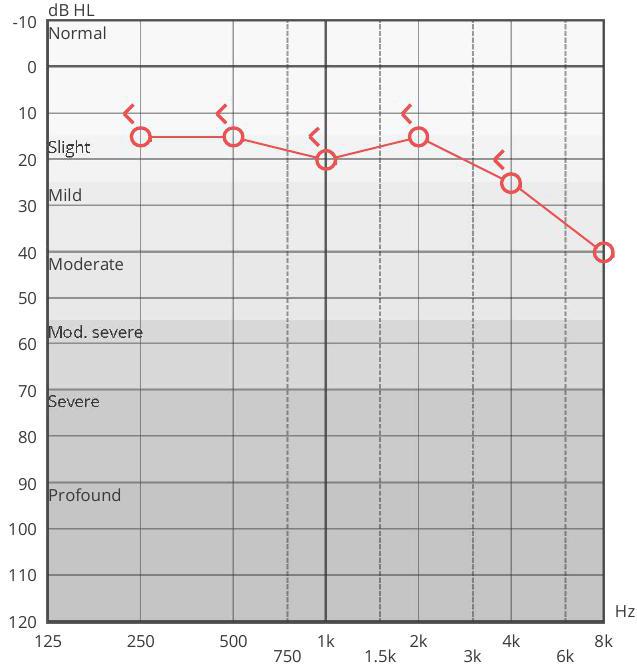 dB HL
-10
Normal
0
10
Slight
20
Mild
30
40
Moderate
50
Mod. severe
60
70
Severe
80
90
Profound
100
110
120
Hz
125 250 500 1k 2k 4k 8k
750 1.5k 3k 6k